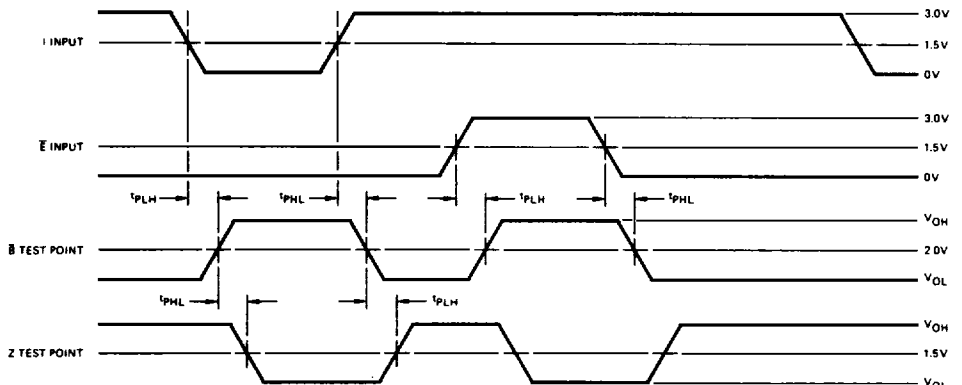 I INPUT
3.0V
1.5V
0V
E̅ INPUT
3.0V
1.5V
0V
tPLH
tPHL
tPLH
tPHL
B̅ TEST POINT
VOH
2.0V
VOL
tPHL
tPLH
Z TEST POINT
VOH
1.5V
VOL